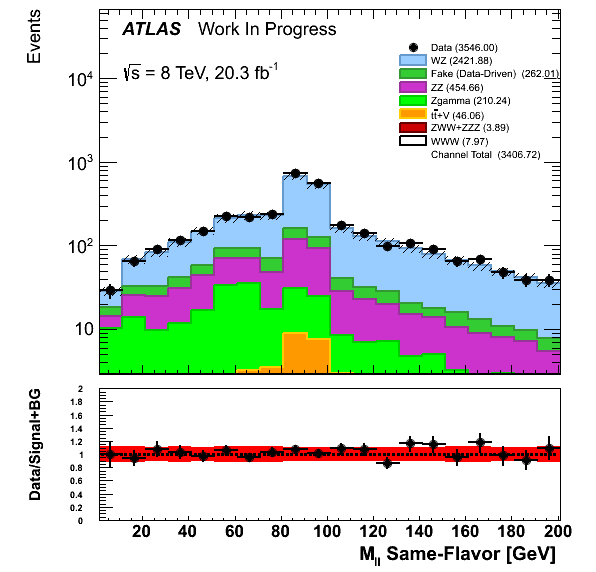 Events
ATLAS Work In Progress
√s = 8 TeV, 20.3 fb⁻¹
Data (3546.00)
WZ (2421.88)
Fake (Data-Driven) (262.01)
ZZ (454.66)
Zgamma (210.24)
tt̄+V (46.06)
ZWW+ZZZ (3.89)
WWW (7.97)
Channel Total (3406.72)
10⁴
10³
10²
10
Data/Signal+BG
2
1.8
1.6
1.4
1.2
1
0.8
0.6
0.4
0.2
0
20 40 60 80 100 120 140 160 180 200
M_ll Same-Flavor [GeV]